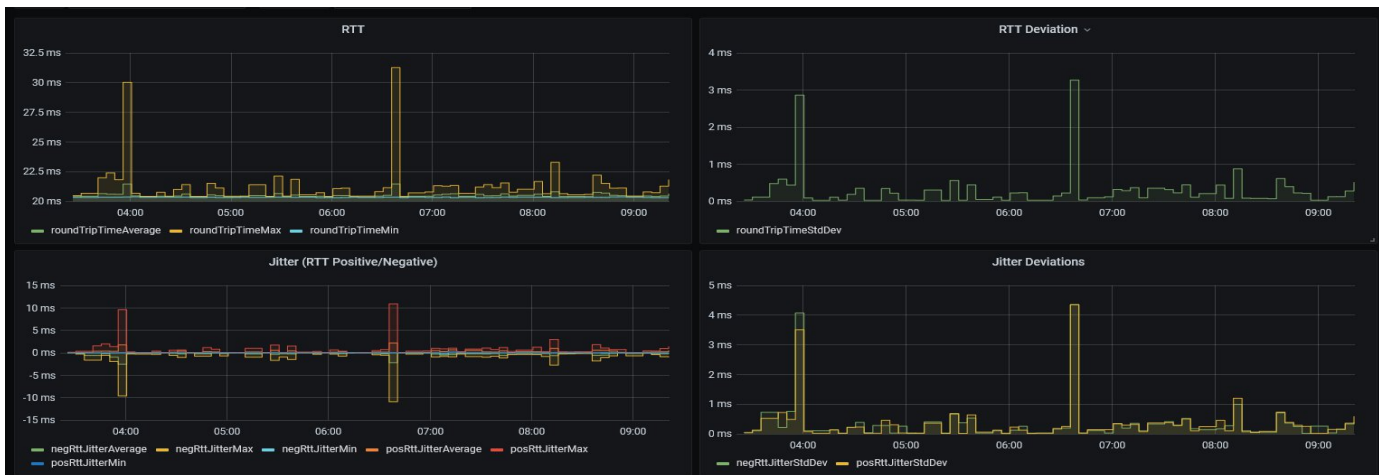 RTT
32.5 ms
30 ms
27.5 ms
25 ms
22.5 ms
20 ms
04:00 05:00 06:00 07:00 08:00 09:00
roundTripTimeAverage roundTripTimeMax roundTripTimeMin
RTT Deviation
4 ms
3 ms
2 ms
1 ms
0 ms
04:00 05:00 06:00 07:00 08:00 09:00
roundTripTimeStdDev
Jitter (RTT Positive/Negative)
15 ms
10 ms
5 ms
0 ms
-5 ms
-10 ms
-15 ms
04:00 05:00 06:00 07:00 08:00 09:00
negRttJitterAverage negRttJitterMax negRttJitterMin posRttJitterAverage posRttJitterMax
posRttJitterMin
Jitter Deviations
5 ms
4 ms
3 ms
2 ms
1 ms
0 ms
04:00 05:00 06:00 07:00 08:00 09:00
negRttJitterStdDev posRttJitterStdDev